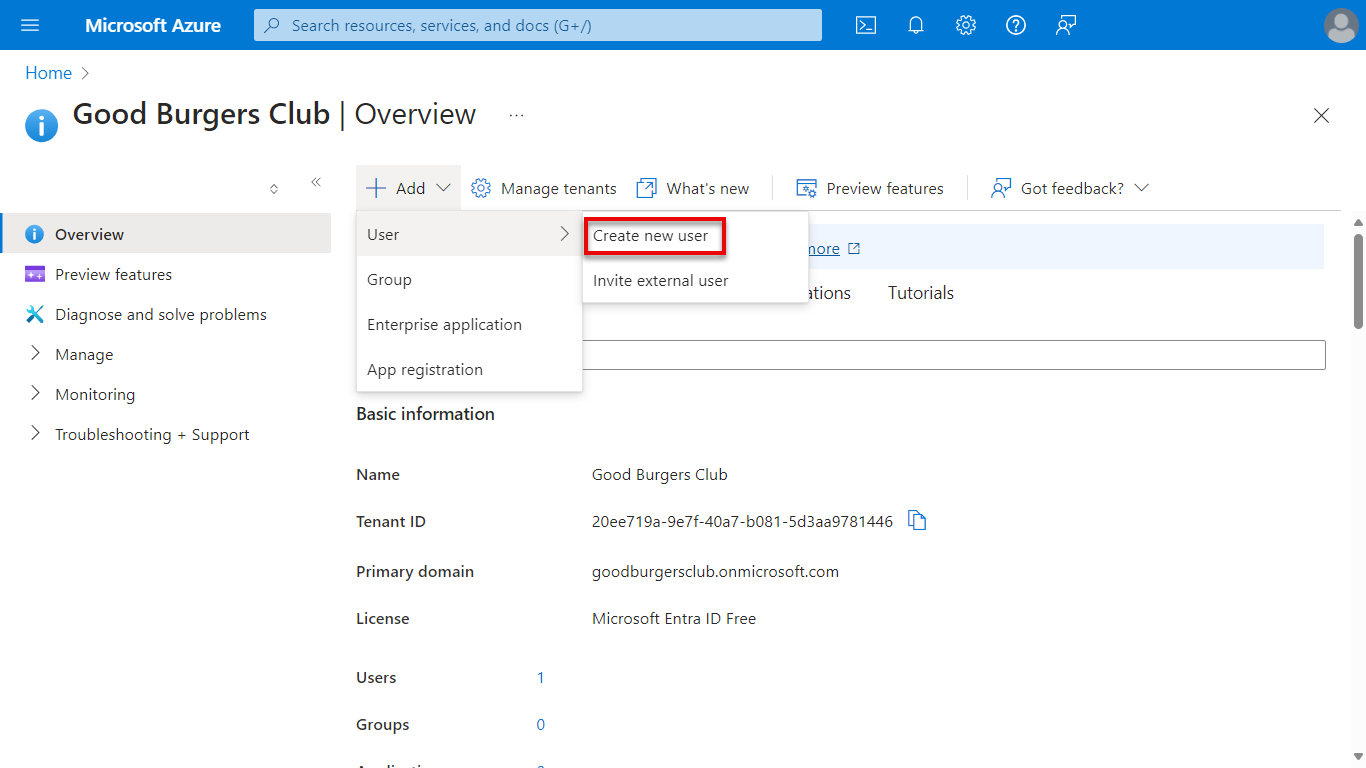 Microsoft Azure
Search resources, services, and docs (G+/)
Home
Good Burgers Club | Overview
...
Add
Manage tenants
What's new
Preview features
Got feedback?
Overview
Preview features
Diagnose and solve problems
Manage
Monitoring
Troubleshooting + Support
User
Group
Enterprise application
App registration
Create new user
Invite external user
more
ations
Tutorials
Basic information
Name Good Burgers Club
Tenant ID 20ee719a-9e7f-40a7-b081-5d3aa9781446
Primary domain goodburgersclub.onmicrosoft.com
License Microsoft Entra ID Free
Users 1
Groups 0